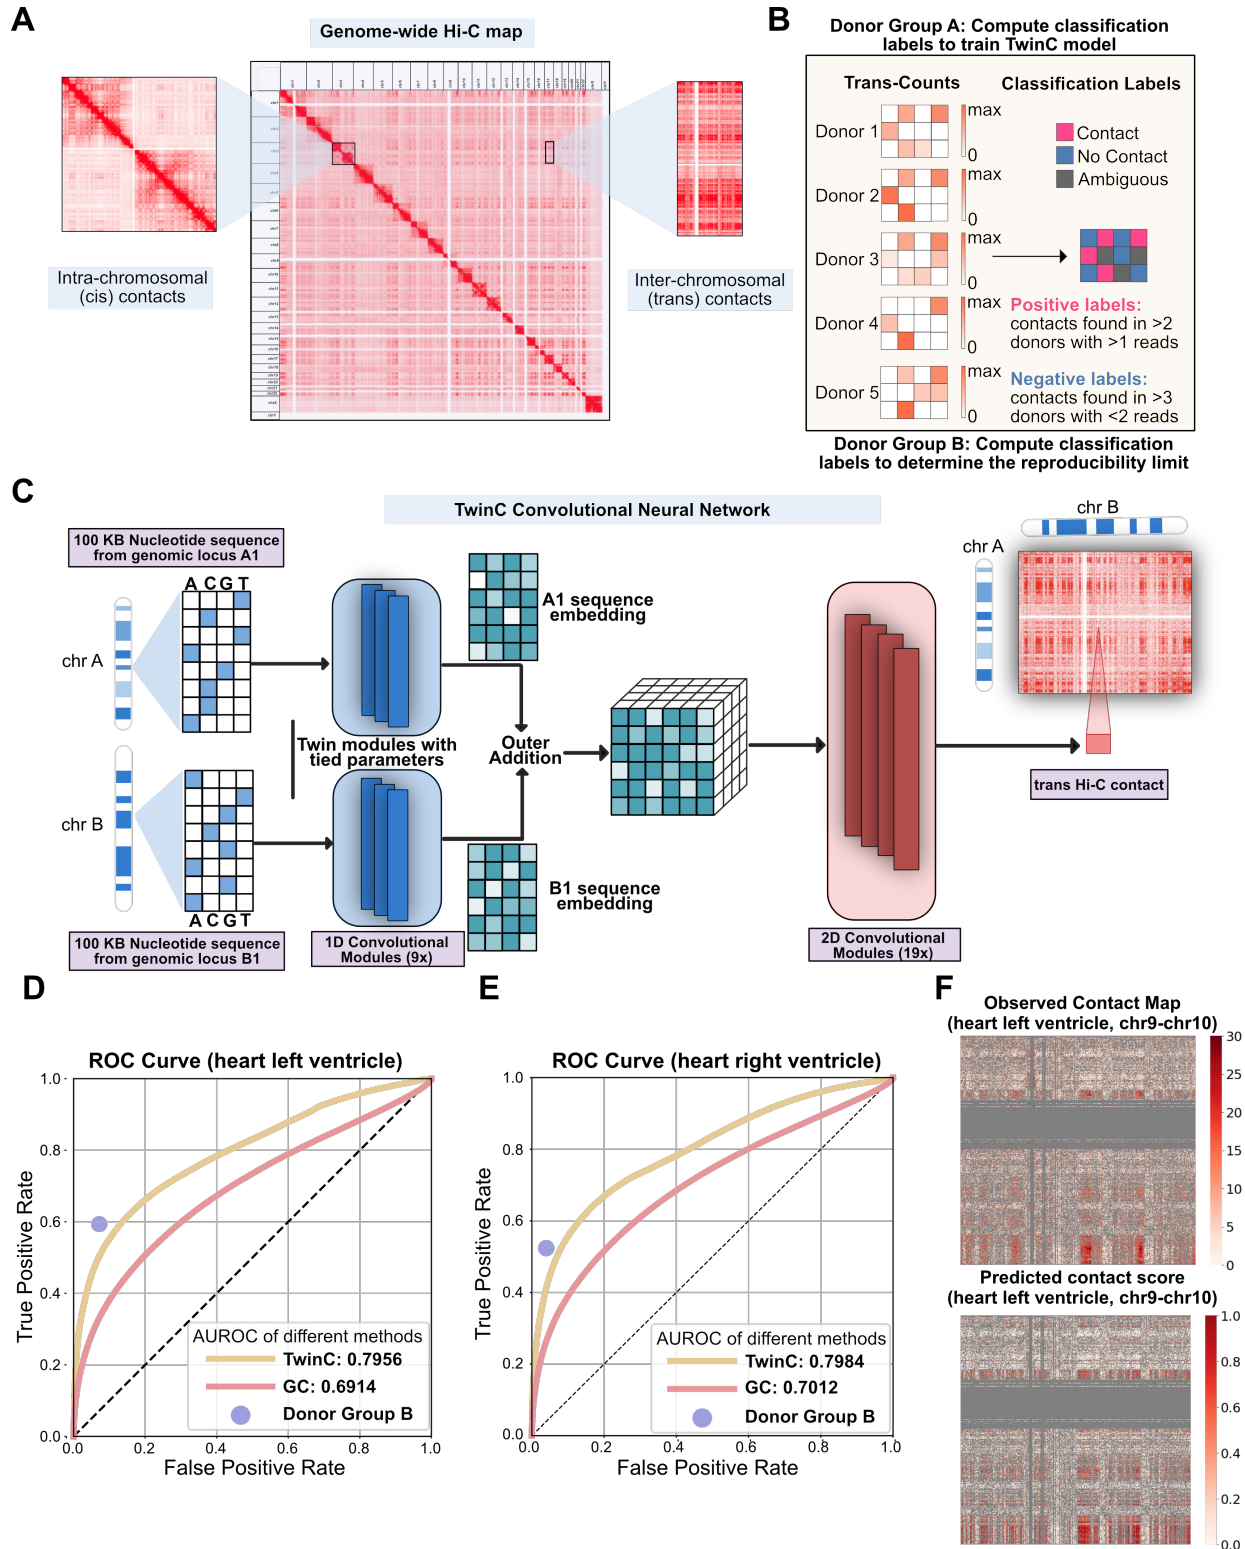 A
Genome-wide Hi-C map
Intra-chromosomal
(cis) contacts
Inter-chromosomal
(trans) contacts
B
Donor Group A: Compute classification
labels to train TwinC model
Trans-Counts
Classification Labels
Donor 1
max
0
Donor 2
max
0
Donor 3
max
0
Donor 4
max
0
Donor 5
max
0
Contact
No Contact
Ambiguous
Positive labels:
contacts found in >2
donors with >1 reads
Negative labels:
contacts found in >3
donors with <2 reads
Donor Group B: Compute classification
labels to determine the reproducibility limit
C
TwinC Convolutional Neural Network
100 KB Nucleotide sequence
from genomic locus A1
A C G T
chr A
chr B
A C G T
100 KB Nucleotide sequence
from genomic locus B1
Twin modules with
tied parameters
1D Convolutional
Modules (9x)
A1 sequence
embedding
Outer
Addition
B1 sequence
embedding
2D Convolutional
Modules (19x)
chr B
chr A
trans Hi-C contact
D
ROC Curve (heart left ventricle)
True Positive Rate
1.0
0.8
0.6
0.4
0.2
0.0
0.0 0.2 0.4 0.6 0.8 1.0
False Positive Rate
AUROC of different methods
TwinC: 0.7956
GC: 0.6914
Donor Group B
E
ROC Curve (heart right ventricle)
True Positive Rate
1.0
0.8
0.6
0.4
0.2
0.0
0.0 0.2 0.4 0.6 0.8 1.0
False Positive Rate
AUROC of different methods
TwinC: 0.7984
GC: 0.7012
Donor Group B
F
Observed Contact Map
(heart left ventricle, chr9-chr10)
30
25
20
15
10
5
0
Predicted contact score
(heart left ventricle, chr9-chr10)
1.0
0.8
0.6
0.4
0.2
0.0